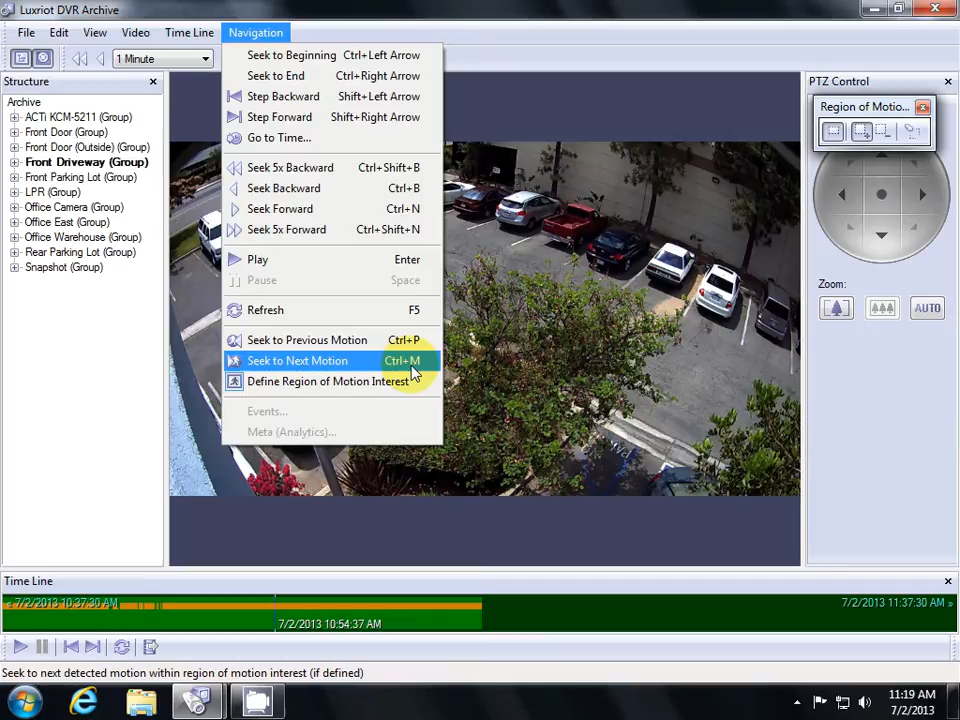 Luxriot DVR Archive
File Edit View Video Time Line Navigation
1 Minute
Structure
Archive
ACTi KCM-5211 (Group)
Front Door (Group)
Front Door (Outside) (Group)
Front Driveway (Group)
Front Parking Lot (Group)
LPR (Group)
Office Camera (Group)
Office East (Group)
Office Warehouse (Group)
Rear Parking Lot (Group)
Snapshot (Group)
Seek to Beginning Ctrl+Left Arrow
Seek to End Ctrl+Right Arrow
Step Backward Shift+Left Arrow
Step Forward Shift+Right Arrow
Go to Time...
Seek 5x Backward Ctrl+Shift+B
Seek Backward Ctrl+B
Seek Forward Ctrl+N
Seek 5x Forward Ctrl+Shift+N
Play Enter
Pause Space
Refresh F5
Seek to Previous Motion Ctrl+P
Seek to Next Motion Ctrl+M
Define Region of Motion Interest
Events...
Meta (Analytics)...
PTZ Control
Region of Motio...
Zoom:
AUTO
Time Line
7/2/2013 10:37:30 AM
7/2/2013 11:37:30 AM »
7/2/2013 10:54:37 AM
Seek to next detected motion within region of motion interest (if defined)
11:19 AM
7/2/2013